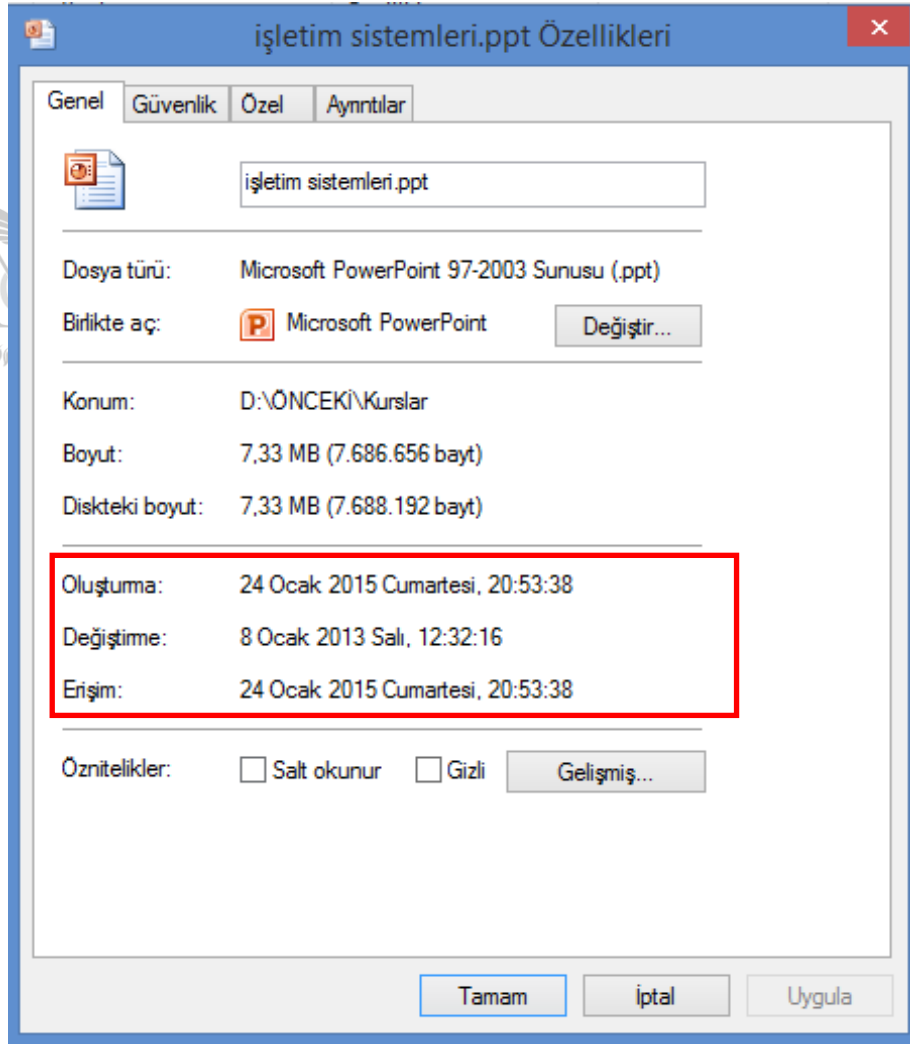 işletim sistemleri.ppt Özellikleri
Genel Güvenlik Özel Ayrıntılar
işletim sistemleri.ppt
Dosya türü: Microsoft PowerPoint 97-2003 Sunusu (.ppt)
Birlikte aç: Microsoft PowerPoint Değiştir...
Konum: D:\ÖNCEKİ\Kurslar
Boyut: 7,33 MB (7.686.656 bayt)
Diskteki boyut: 7,33 MB (7.688.192 bayt)
Oluşturma: 24 Ocak 2015 Cumartesi, 20:53:38
Değiştirme: 8 Ocak 2013 Salı, 12:32:16
Erişim: 24 Ocak 2015 Cumartesi, 20:53:38
Öznitelikler: Salt okunur Gizli Gelişmiş...
Tamam İptal Uygula